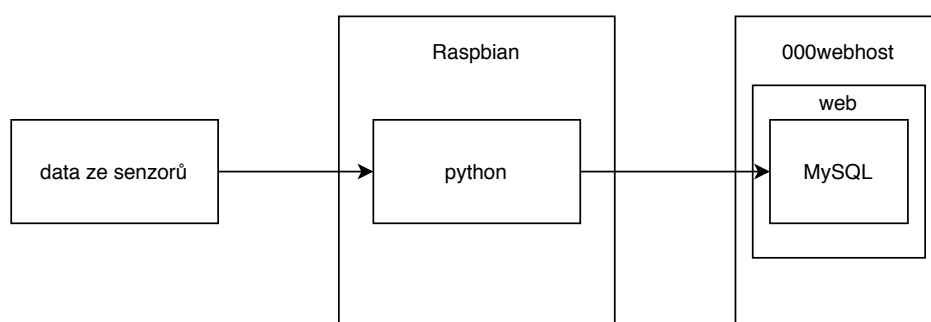 Raspbian
000webhost
web
data ze senzorů
python
MySQL